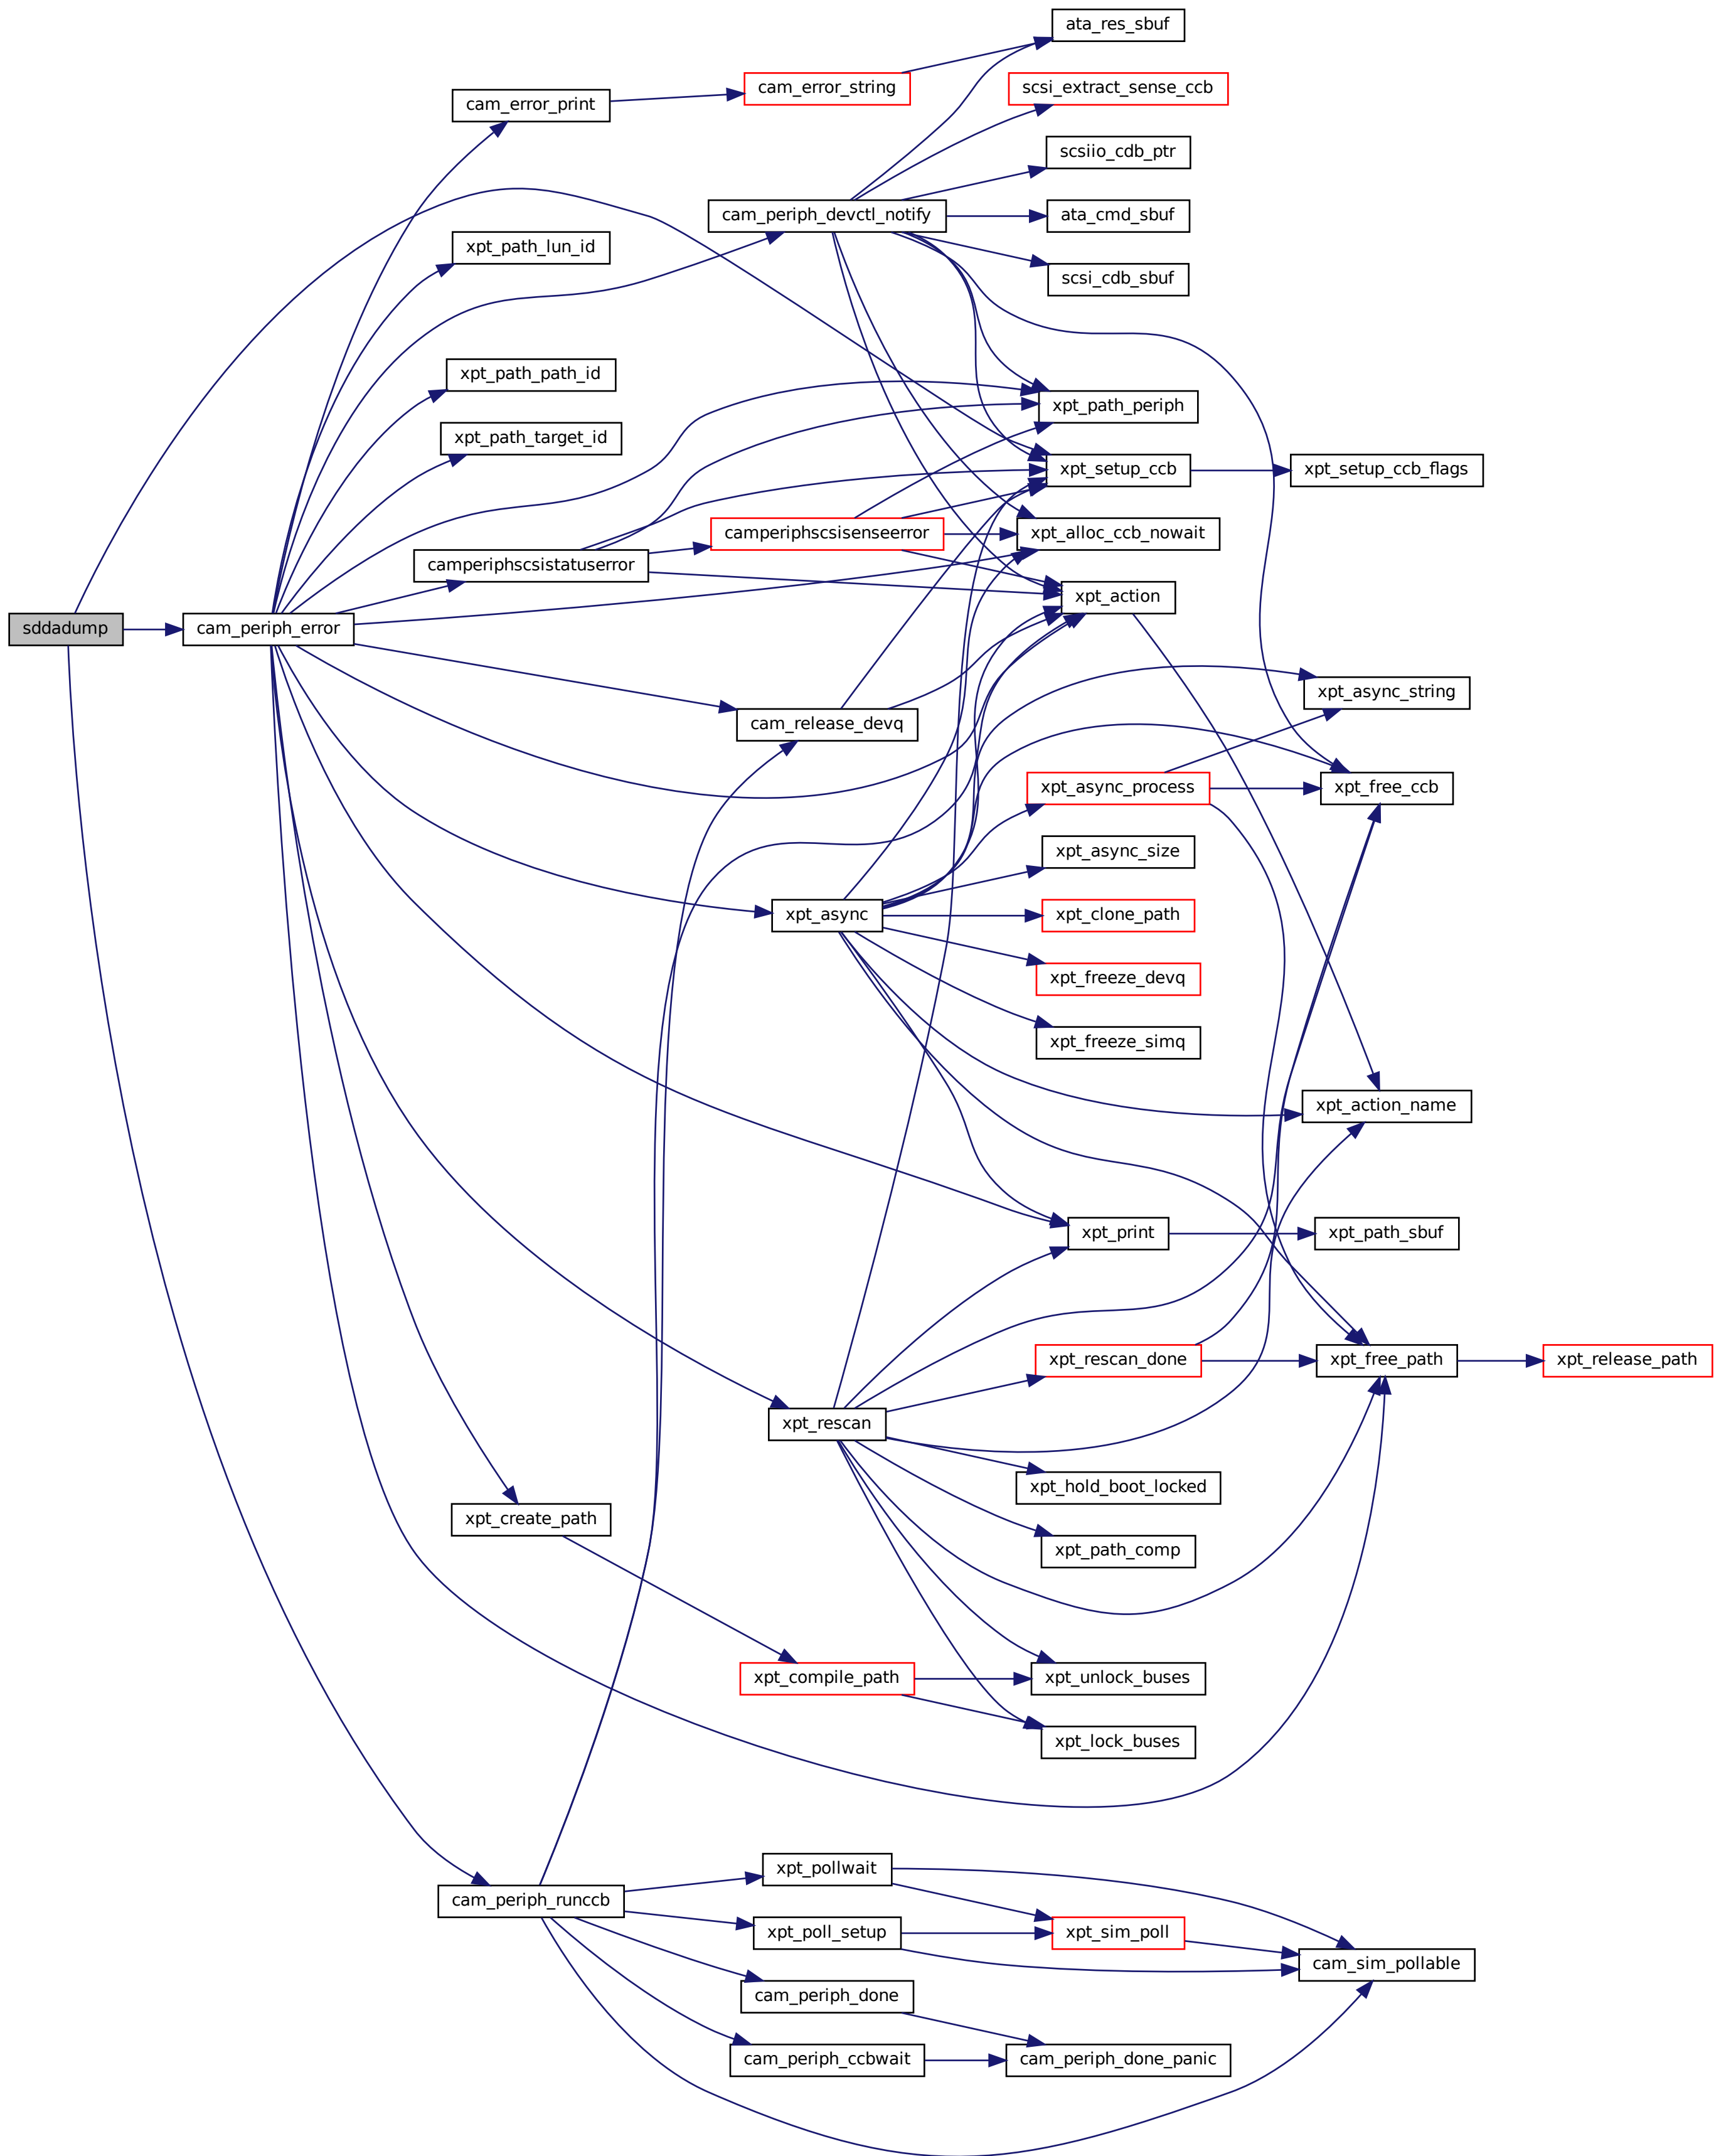 ata_res_sbuf
cam_error_string
scsi_extract_sense_ccb
cam_error_print
scsiio_cdb_ptr
cam_periph_devctl_notify
ata_cmd_sbuf
xpt_path_lun_id
scsi_cdb_sbuf
xpt_path_path_id
xpt_path_periph
xpt_path_target_id
xpt_setup_ccb
xpt_setup_ccb_flags
camperiphscsisenseerror
xpt_alloc_ccb_nowait
camperiphscsistatuserror
xpt_action
sddadump
cam_periph_error
xpt_async_string
cam_release_devq
xpt_async_process
xpt_free_ccb
xpt_async_size
xpt_async
xpt_clone_path
xpt_freeze_devq
xpt_freeze_simq
xpt_action_name
xpt_print
xpt_path_sbuf
xpt_rescan_done
xpt_free_path
xpt_release_path
xpt_rescan
xpt_hold_boot_locked
xpt_create_path
xpt_path_comp
xpt_compile_path
xpt_unlock_buses
xpt_lock_buses
xpt_pollwait
cam_periph_runccb
xpt_poll_setup
xpt_sim_poll
cam_sim_pollable
cam_periph_done
cam_periph_ccbwait
cam_periph_done_panic